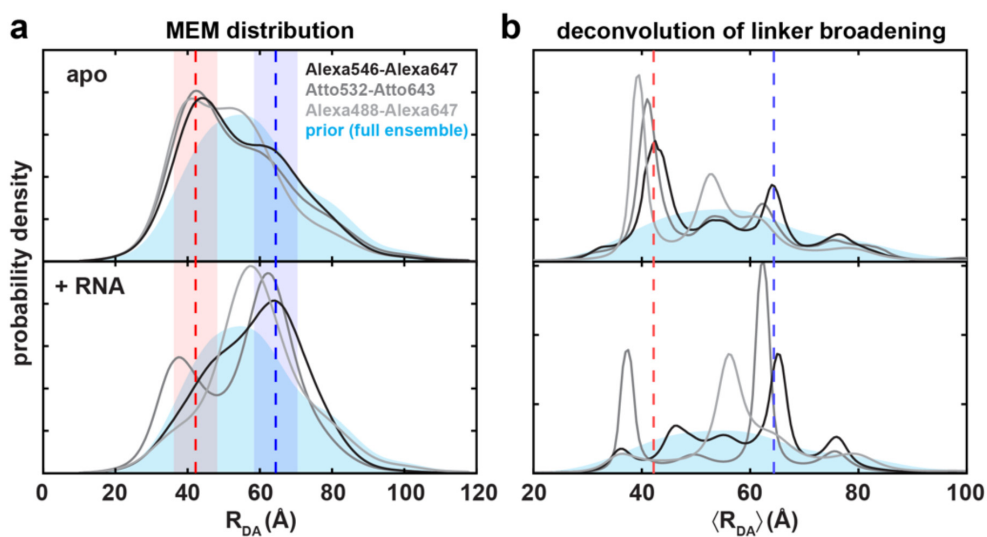 a
MEM distribution
b
deconvolution of linker broadening
apo
Alexa546-Alexa647
Atto532-Atto643
Alexa488-Alexa647
prior (full ensemble)
probability density
+ RNA
0 20 40 60 80 100 120
20 40 60 80 100
R_DA (Å)
⟨R_DA⟩ (Å)